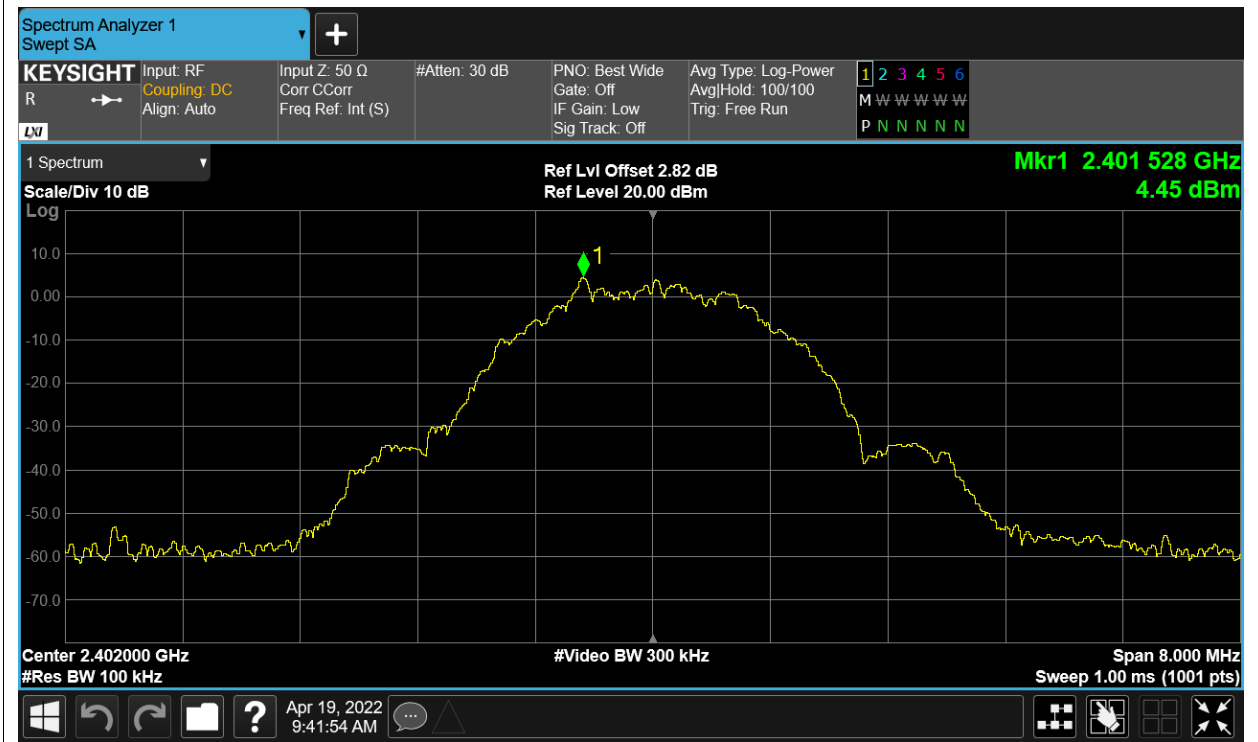 Spectrum Analyzer 1
Swept SA
KEYSIGHT
R
LXI
Input: RF
Coupling: DC
Align: Auto
Input Z: 50 Ω
Corr CCorr
Freq Ref: Int (S)
#Atten: 30 dB
PNO: Best Wide
Gate: Off
IF Gain: Low
Sig Track: Off
Avg Type: Log-Power
Avg|Hold: 100/100
Trig: Free Run
1 2 3 4 5 6
M W W W W W
P N N N N N
1 Spectrum
Scale/Div 10 dB
Log
Ref Lvl Offset 2.82 dB
Ref Level 20.00 dBm
Mkr1 2.401 528 GHz
4.45 dBm
1
10.0
0.00
-10.0
-20.0
-30.0
-40.0
-50.0
-60.0
-70.0
Center 2.402000 GHz
#Res BW 100 kHz
#Video BW 300 kHz
Span 8.000 MHz
Sweep 1.00 ms (1001 pts)
?
Apr 19, 2022
9:41:54 AM